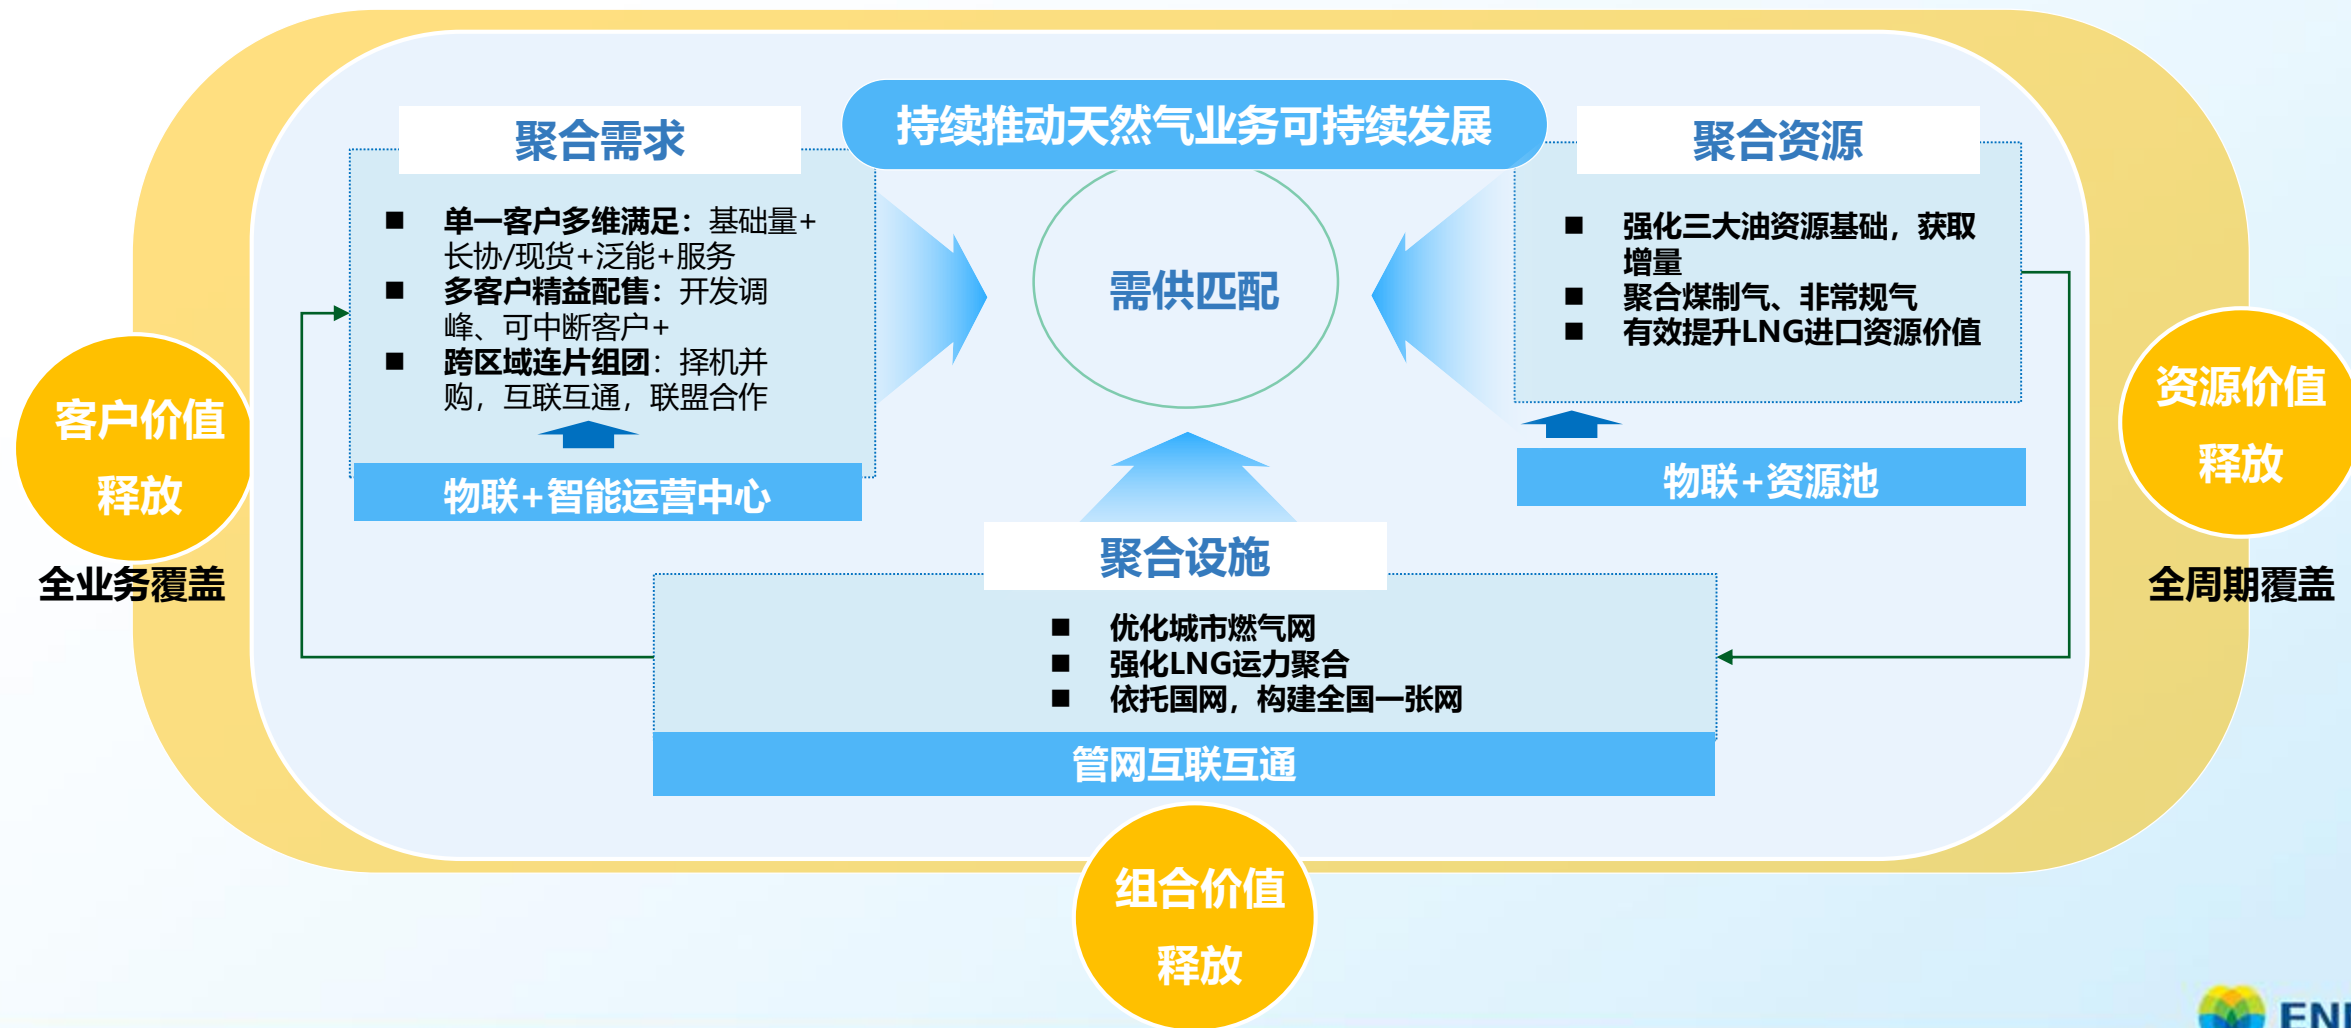 持续推动天然气业务可持续发展
聚合需求
单一客户多维满足：基础量+
长协/现货+泛能+服务
多客户精益配售：开发调
峰、可中断客户+
跨区域连片组团：择机并
购，互联互通，联盟合作
物联+智能运营中心
需供匹配
聚合资源
强化三大油资源基础，获取
增量
聚合煤制气、非常规气
有效提升LNG进口资源价值
物联+资源池
客户价值
释放
全业务覆盖
资源价值
释放
全周期覆盖
聚合设施
优化城市燃气网
强化LNG运力聚合
依托国网，构建全国一张网
管网互联互通
组合价值
释放